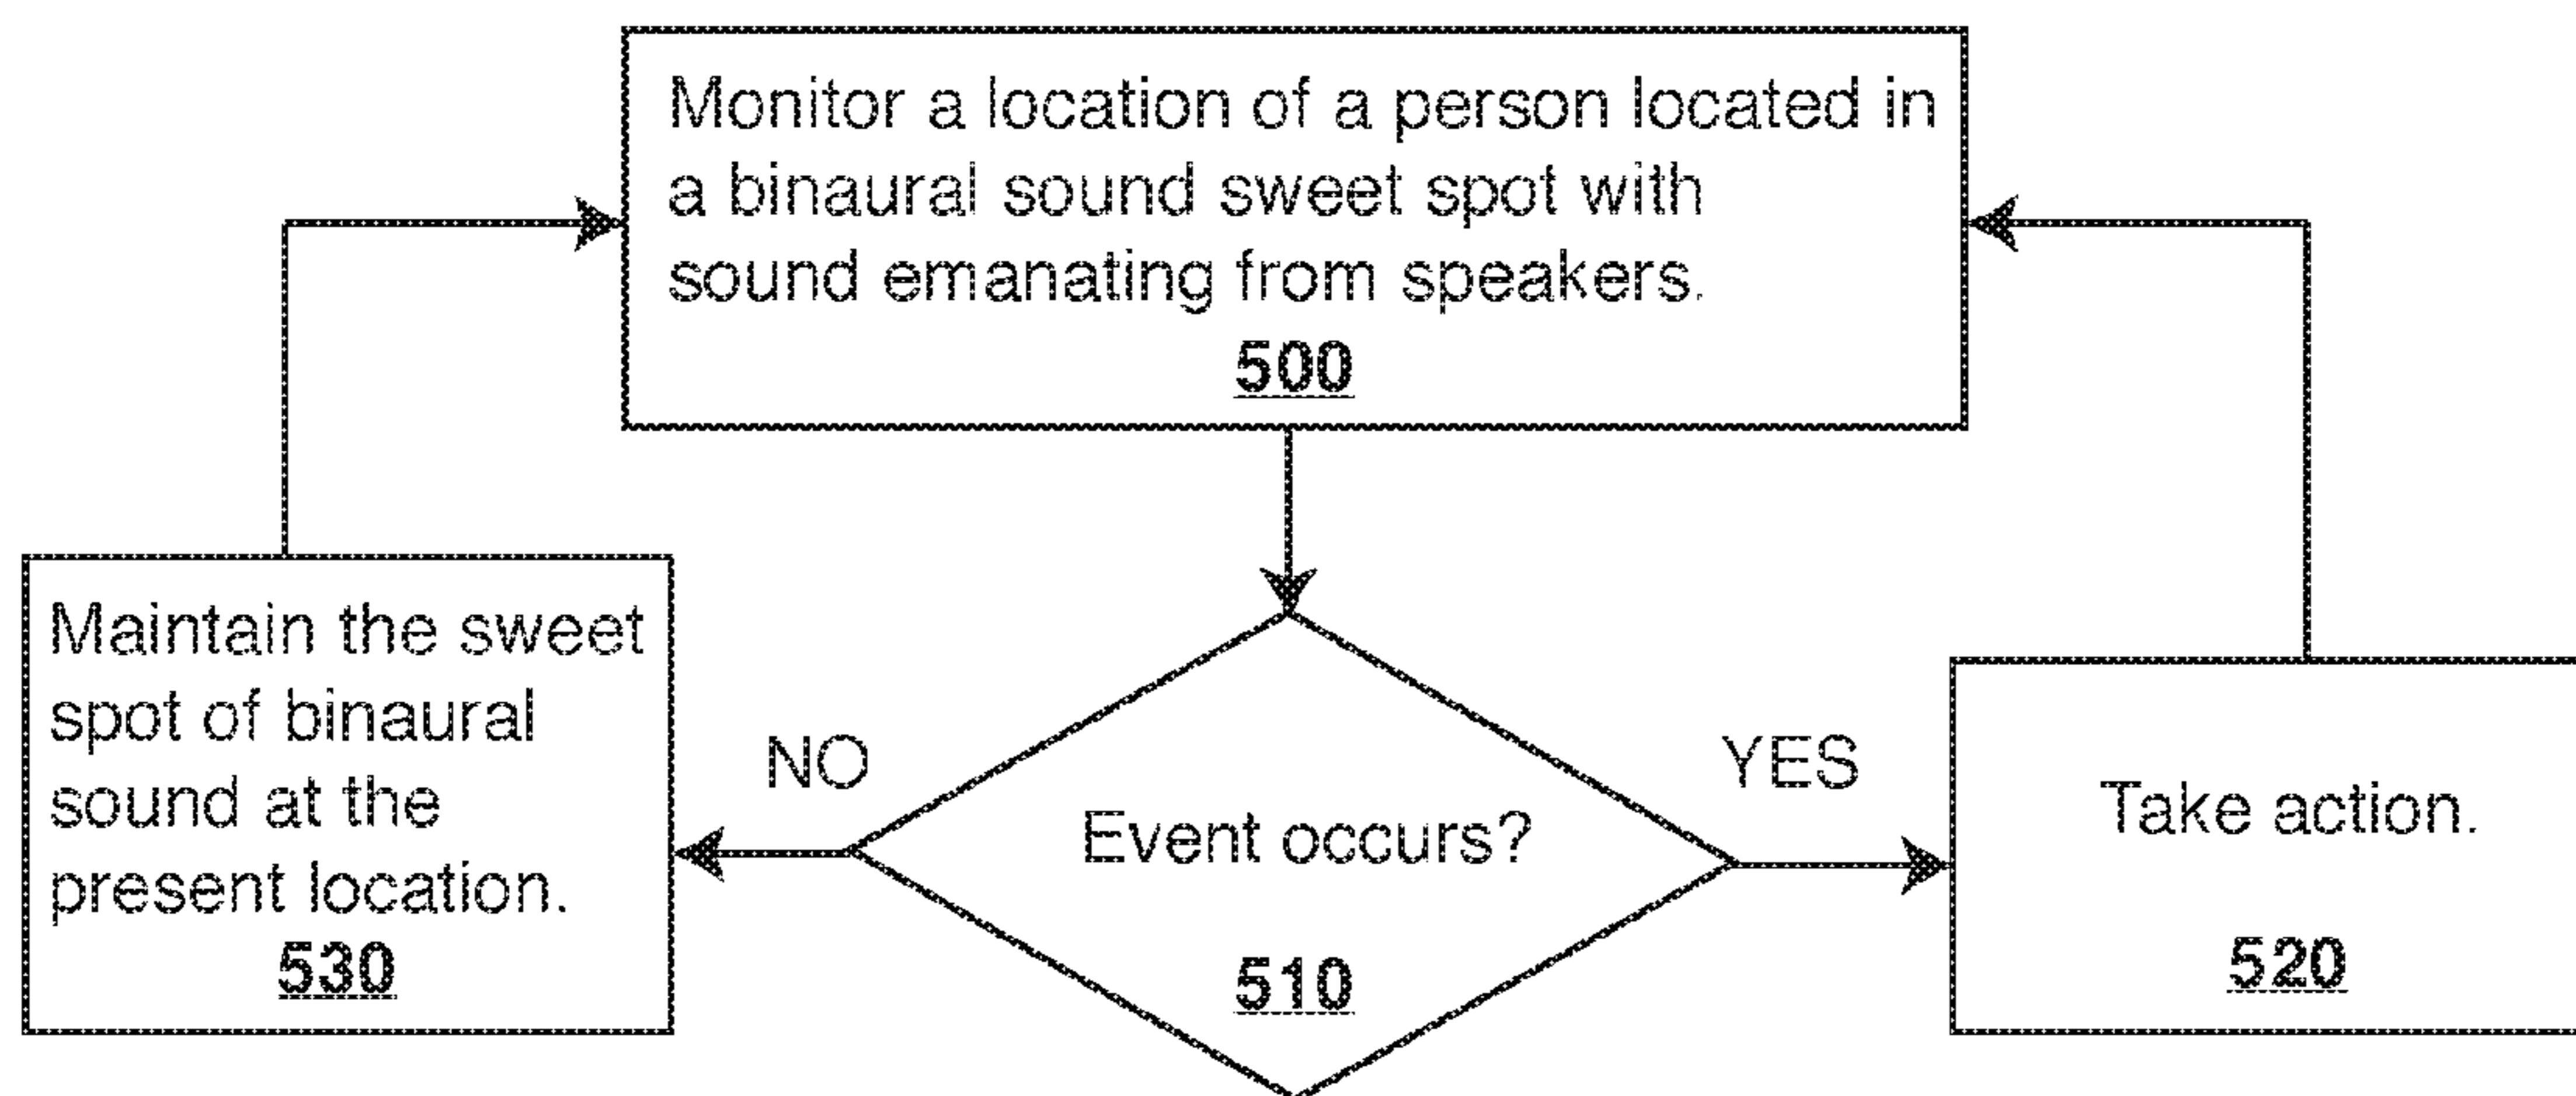 Monitor a location of a person located in
a binaural sound sweet spot with
sound emanating from speakers.
500
Maintain the sweet
spot of binaural
sound at the
present location.
530
NO
Event occurs?
510
YES
Take action.
520